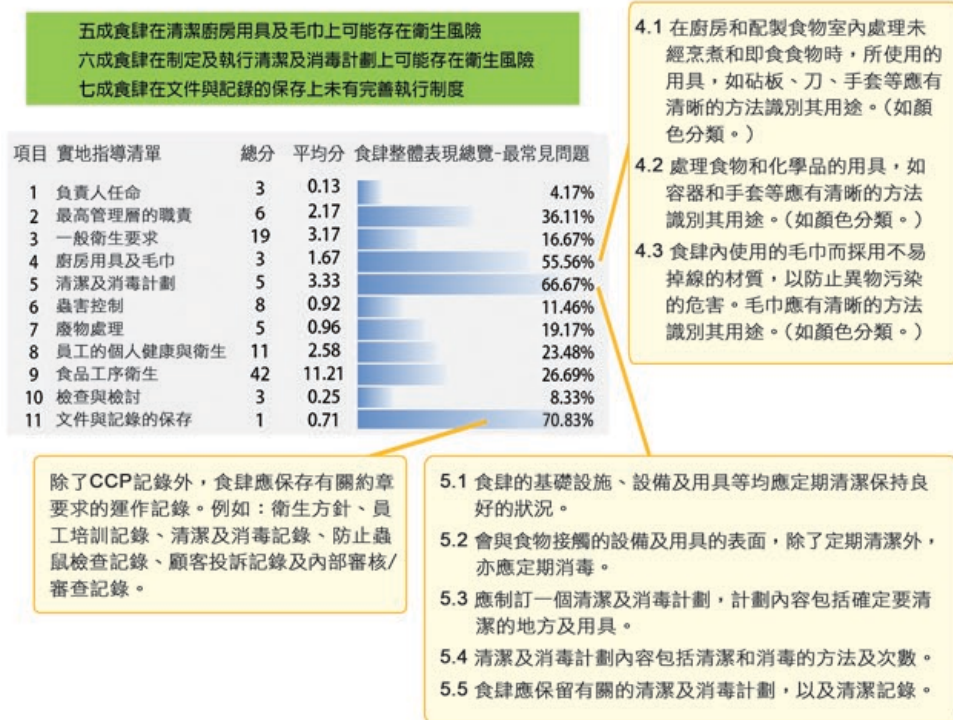 五成食肆在清潔廚房用具及毛巾上可能存在衞生風險
六成食肆在制定及執行清潔及消毒計劃上可能存在衞生風險
七成食肆在文件與記錄的保存上未有完善執行制度
項目 實地指導清單 總分 平均分 食肆整體表現總覽-最常見問題
1 負責人任命 3 0.13 4.17%
2 最高管理層的職責 6 2.17 36.11%
3 一般衞生要求 19 3.17 16.67%
4 廚房用具及毛巾 3 1.67 55.56%
5 清潔及消毒計劃 5 3.33 66.67%
6 蟲害控制 8 0.92 11.46%
7 廢物處理 5 0.96 19.17%
8 員工的個人健康與衞生 11 2.58 23.48%
9 食品工序衞生 42 11.21 26.69%
10 檢查與檢討 3 0.25 8.33%
11 文件與記錄的保存 1 0.71 70.83%
4.1 在廚房和配製食物室內處理未
經烹煮和即食食物時，所使用的
用具，如砧板、刀、手套等應有
清晰的方法識別其用途。（如顏
色分類。）
4.2 處理食物和化學品的用具，如
容器和手套等應有清晰的方法
識別其用途。（如顏色分類。）
4.3 食肆內使用的毛巾而採用不易
掉線的材質，以防止異物污染
的危害。毛巾應有清晰的方法
識別其用途。（如顏色分類。）
除了CCP記錄外，食肆應保存有關約章
要求的運作記錄。例如：衞生方針、員
工培訓記錄、清潔及消毒記錄、防止蟲
鼠檢查記錄、顧客投訴記錄及內部審核/
審查記錄。
5.1 食肆的基礎設施、設備及用具等均應定期清潔保持良
好的狀況。
5.2 會與食物接觸的設備及用具的表面，除了定期清潔外，
亦應定期消毒。
5.3 應制訂一個清潔及消毒計劃，計劃內容包括確定要清
潔的地方及用具。
5.4 清潔及消毒計劃內容包括清潔和消毒的方法及次數。
5.5 食肆應保留有關的清潔及消毒計劃，以及清潔記錄。